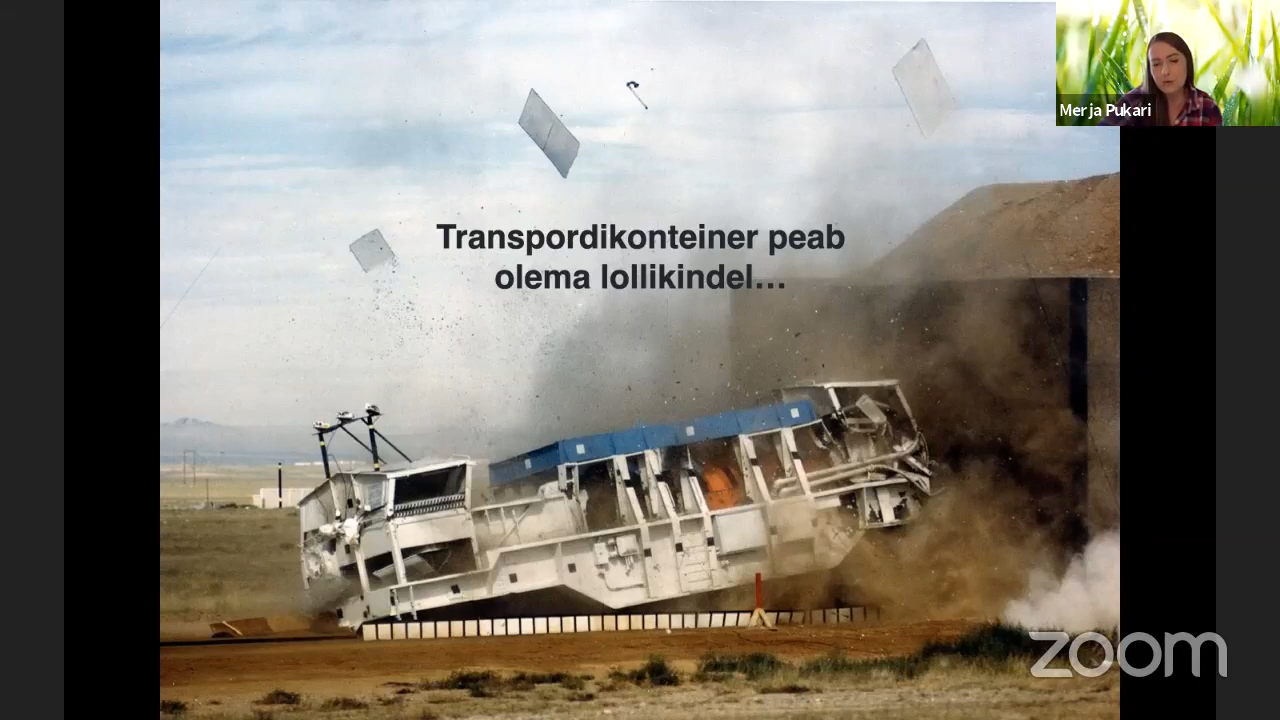 Merja Pukari
Transpordikonteiner peab
olema lollikindel…
zoom